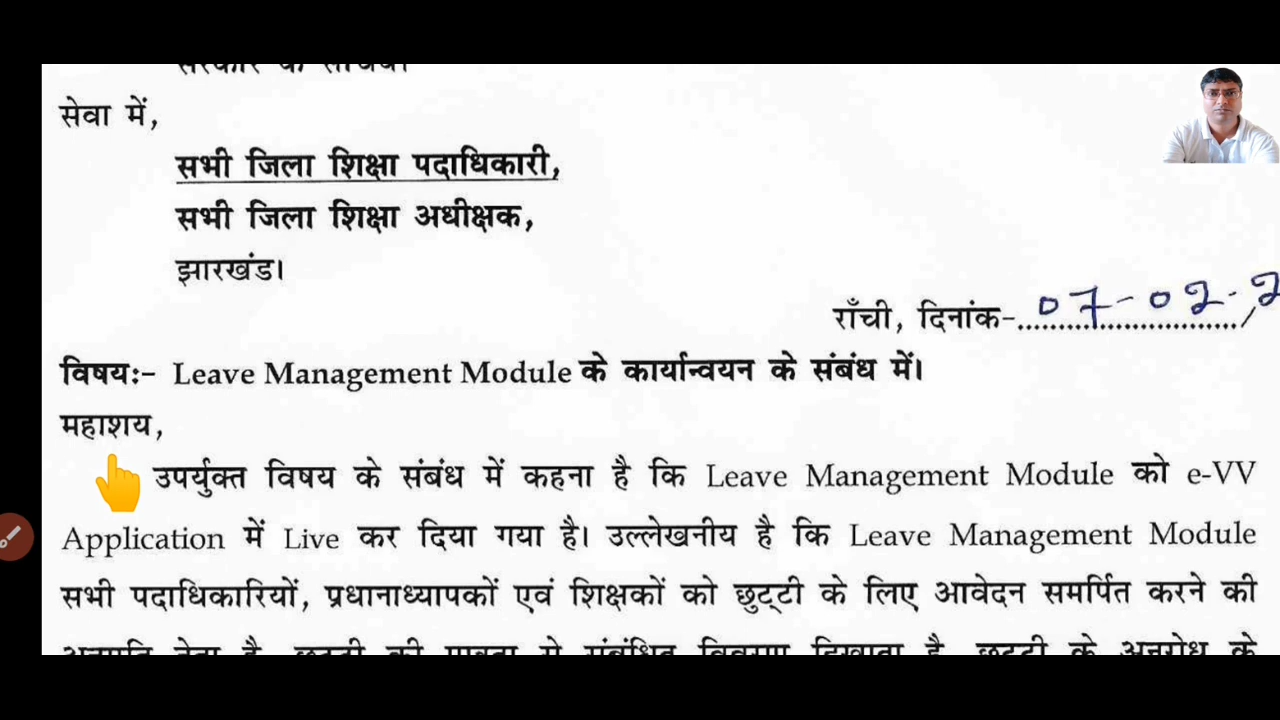 सेवा में,
सभी जिला शिक्षा पदाधिकारी,
सभी जिला शिक्षा अधीक्षक,
झारखंड।
राँची, दिनांक-07-02-2
विषयः- Leave Management Module के कार्यान्वयन के संबंध में।
महाशय,
उपर्युक्त विषय के संबंध में कहना है कि Leave Management Module को e-VV
Application में Live कर दिया गया है। उल्लेखनीय है कि Leave Management Module
सभी पदाधिकारियों, प्रधानाध्यापकों एवं शिक्षकों को छुट्टी के लिए आवेदन समर्पित करने की